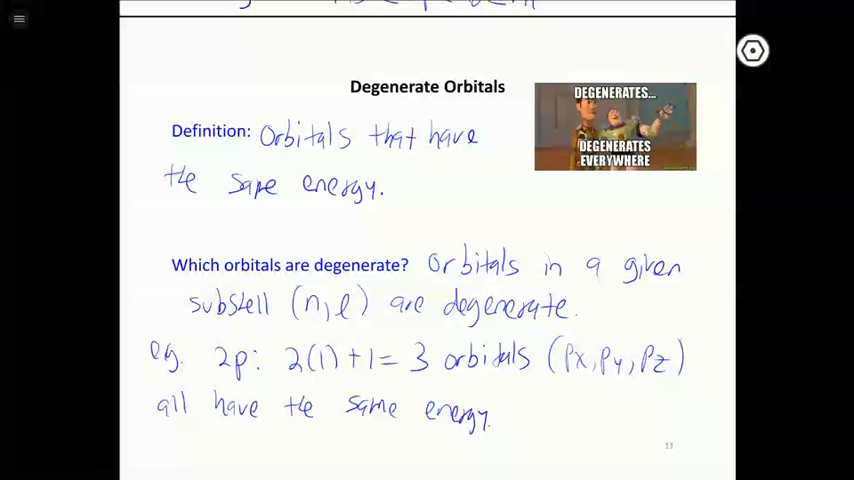 Degenerate Orbitals
DEGENERATES...
DEGENERATES
EVERYWHERE
Definition: Orbitals that have
the same energy.
Which orbitals are degenerate? Orbitals in a given
subshell (n, l) are degenerate.
eg. 2p: 2(1)+1= 3 orbitals (px, py, pz)
all have the same energy.
11